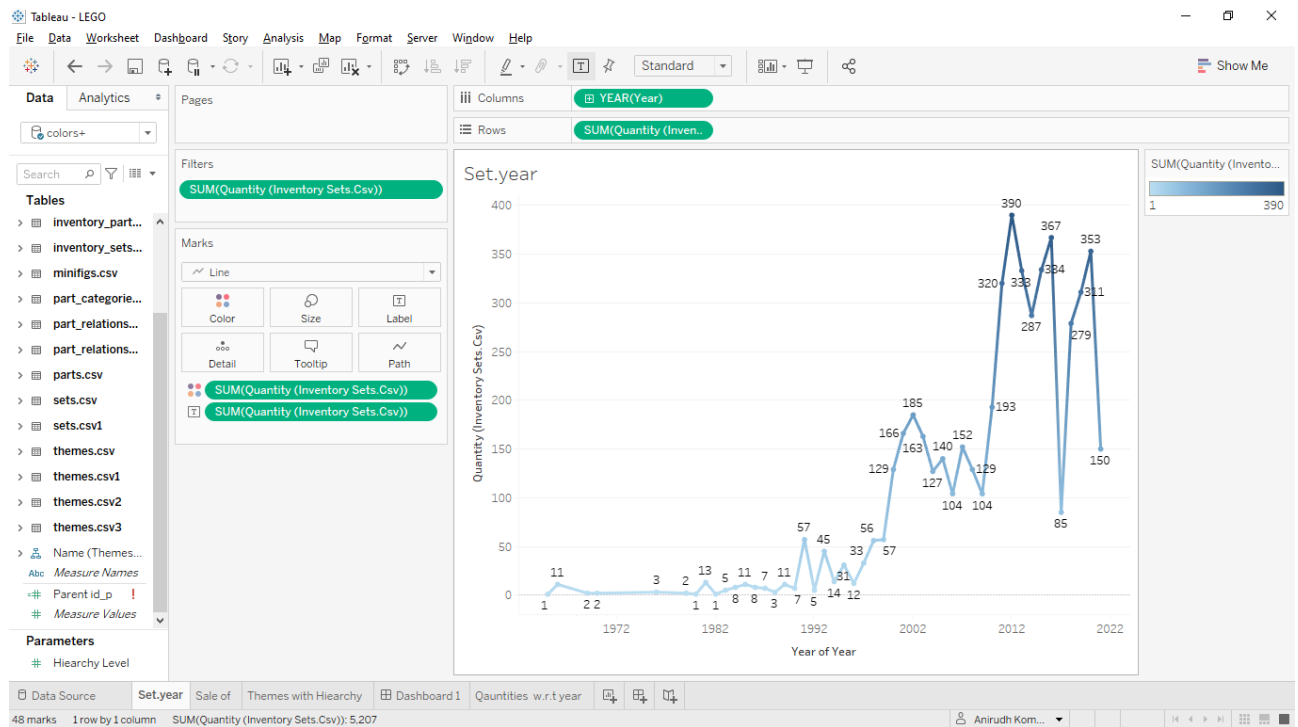 Tableau - LEGO
File Data Worksheet Dashboard Story Analysis Map Format Server Window Help
Standard
Show Me
Data Analytics
Pages
Columns
YEAR(Year)
Rows
SUM(Quantity (Inven..
colors+
Search
Tables
inventory_part...
inventory_sets...
minifigs.csv
part_categorie...
part_relations...
part_relations...
parts.csv
sets.csv
sets.csv1
themes.csv
themes.csv1
themes.csv2
themes.csv3
Name (Themes...
Abc Measure Names
Parent id_p !
Measure Values
Parameters
Hiearchy Level
Filters
SUM(Quantity (Inventory Sets.Csv))
Marks
Line
Color Size Label
Detail Tooltip Path
SUM(Quantity (Inventory Sets.Csv))
SUM(Quantity (Inventory Sets.Csv))
Set.year
Quantity (Inventory Sets.Csv)
400
350
300
250
200
150
100
50
0
1
11
2 2
3
2
1
13
1
5
8
11
8
7
3
11
7
57
5
45
14
31
12
33
56
57
129
166
185
163
127
140
104
152
129
104
193
320
390
333
287
334
367
85
279
311
353
150
1972 1982 1992 2002 2012 2022
Year of Year
SUM(Quantity (Invento...
1 390
Data Source Set.year Sale of Themes with Hiearchy Dashboard 1 Qauntities w.r.t year
48 marks 1 row by 1 column SUM(Quantity (Inventory Sets.Csv)): 5,207
Anirudh Kom...